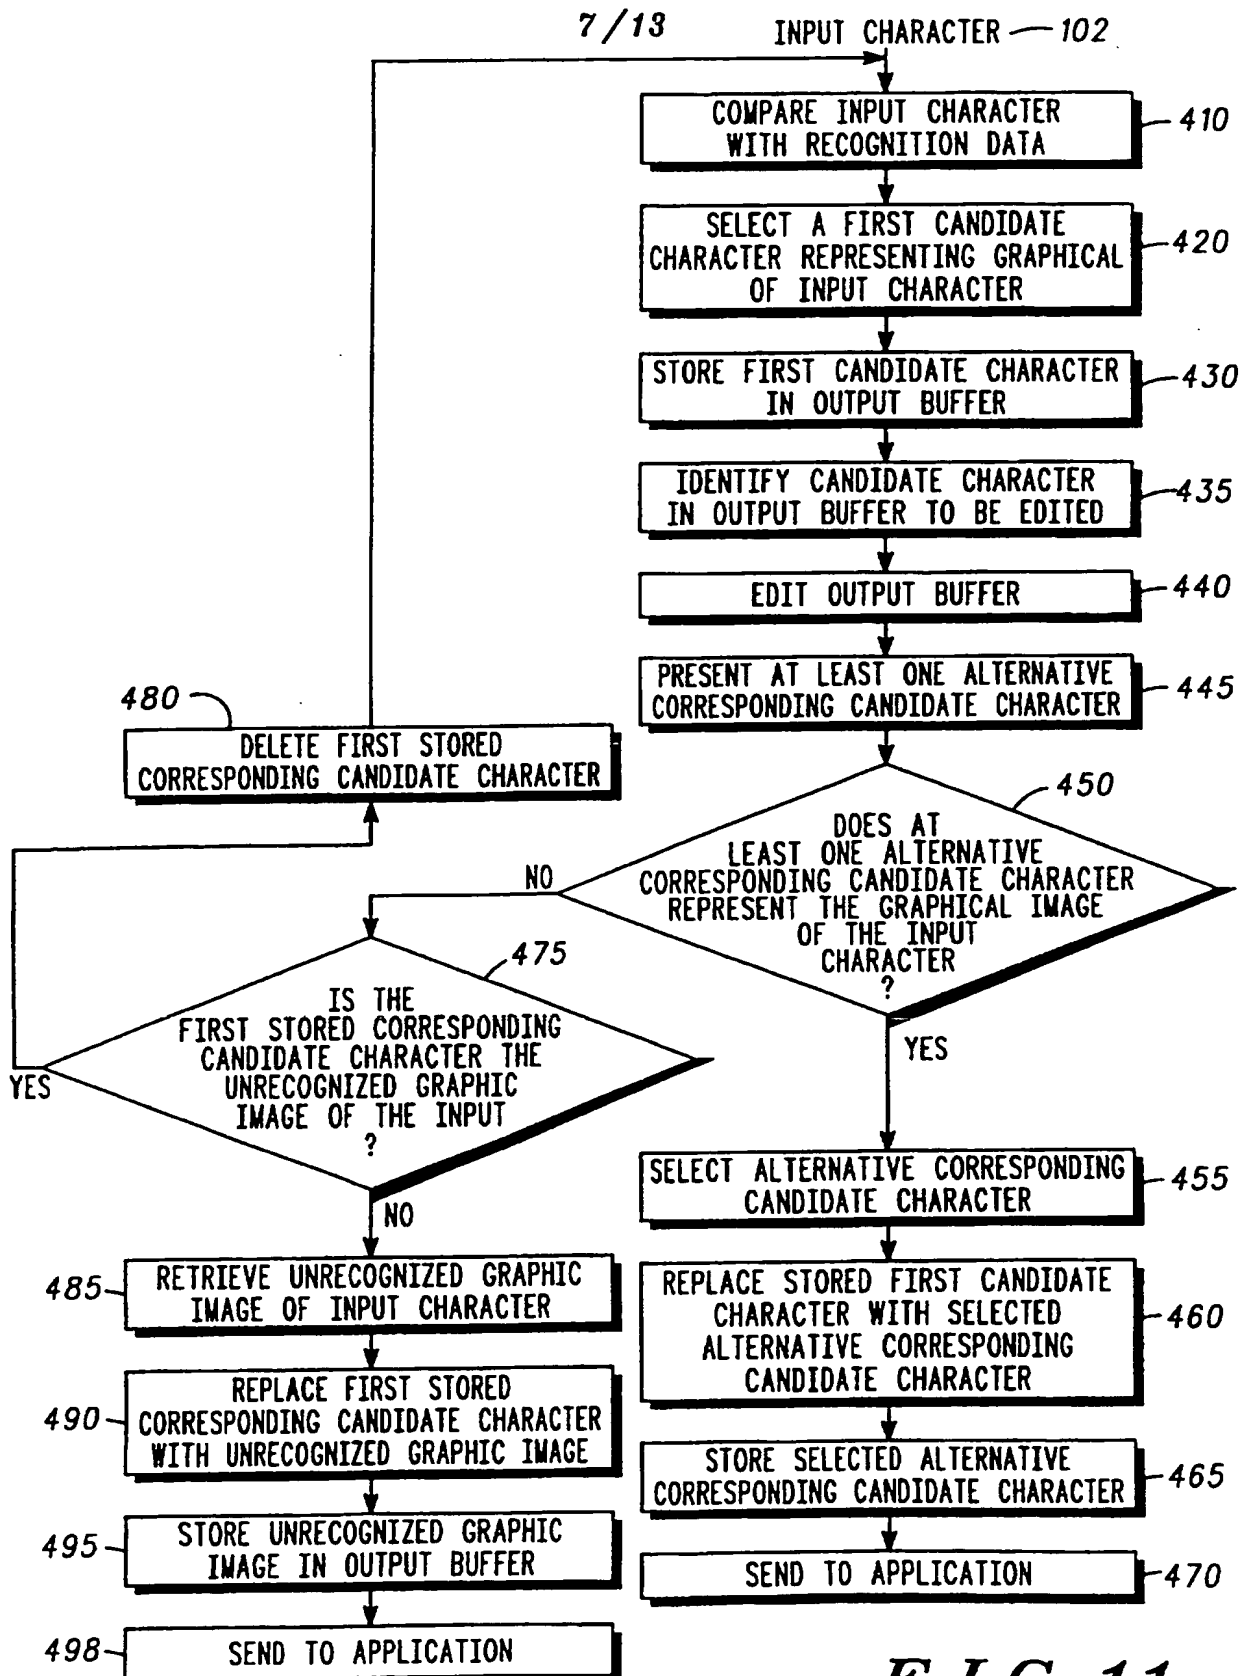 7/13
INPUT CHARACTER 102
COMPARE INPUT CHARACTER
WITH RECOGNITION DATA
410
SELECT A FIRST CANDIDATE
CHARACTER REPRESENTING GRAPHICAL
OF INPUT CHARACTER
420
STORE FIRST CANDIDATE CHARACTER
IN OUTPUT BUFFER
430
IDENTIFY CANDIDATE CHARACTER
IN OUTPUT BUFFER TO BE EDITED
435
EDIT OUTPUT BUFFER
440
PRESENT AT LEAST ONE ALTERNATIVE
CORRESPONDING CANDIDATE CHARACTER
445
480
DELETE FIRST STORED
CORRESPONDING CANDIDATE CHARACTER
450
DOES AT
LEAST ONE ALTERNATIVE
CORRESPONDING CANDIDATE CHARACTER
REPRESENT THE GRAPHICAL IMAGE
OF THE INPUT
CHARACTER
?
NO
YES
475
IS THE
FIRST STORED CORRESPONDING
CANDIDATE CHARACTER THE
UNRECOGNIZED GRAPHIC
IMAGE OF THE INPUT
?
YES
NO
SELECT ALTERNATIVE CORRESPONDING
CANDIDATE CHARACTER
455
REPLACE STORED FIRST CANDIDATE
CHARACTER WITH SELECTED
ALTERNATIVE CORRESPONDING
CANDIDATE CHARACTER
460
STORE SELECTED ALTERNATIVE
CORRESPONDING CANDIDATE CHARACTER
465
SEND TO APPLICATION
470
485
RETRIEVE UNRECOGNIZED GRAPHIC
IMAGE OF INPUT CHARACTER
490
REPLACE FIRST STORED
CORRESPONDING CANDIDATE CHARACTER
WITH UNRECOGNIZED GRAPHIC IMAGE
495
STORE UNRECOGNIZED GRAPHIC
IMAGE IN OUTPUT BUFFER
498
SEND TO APPLICATION
FIG. 11